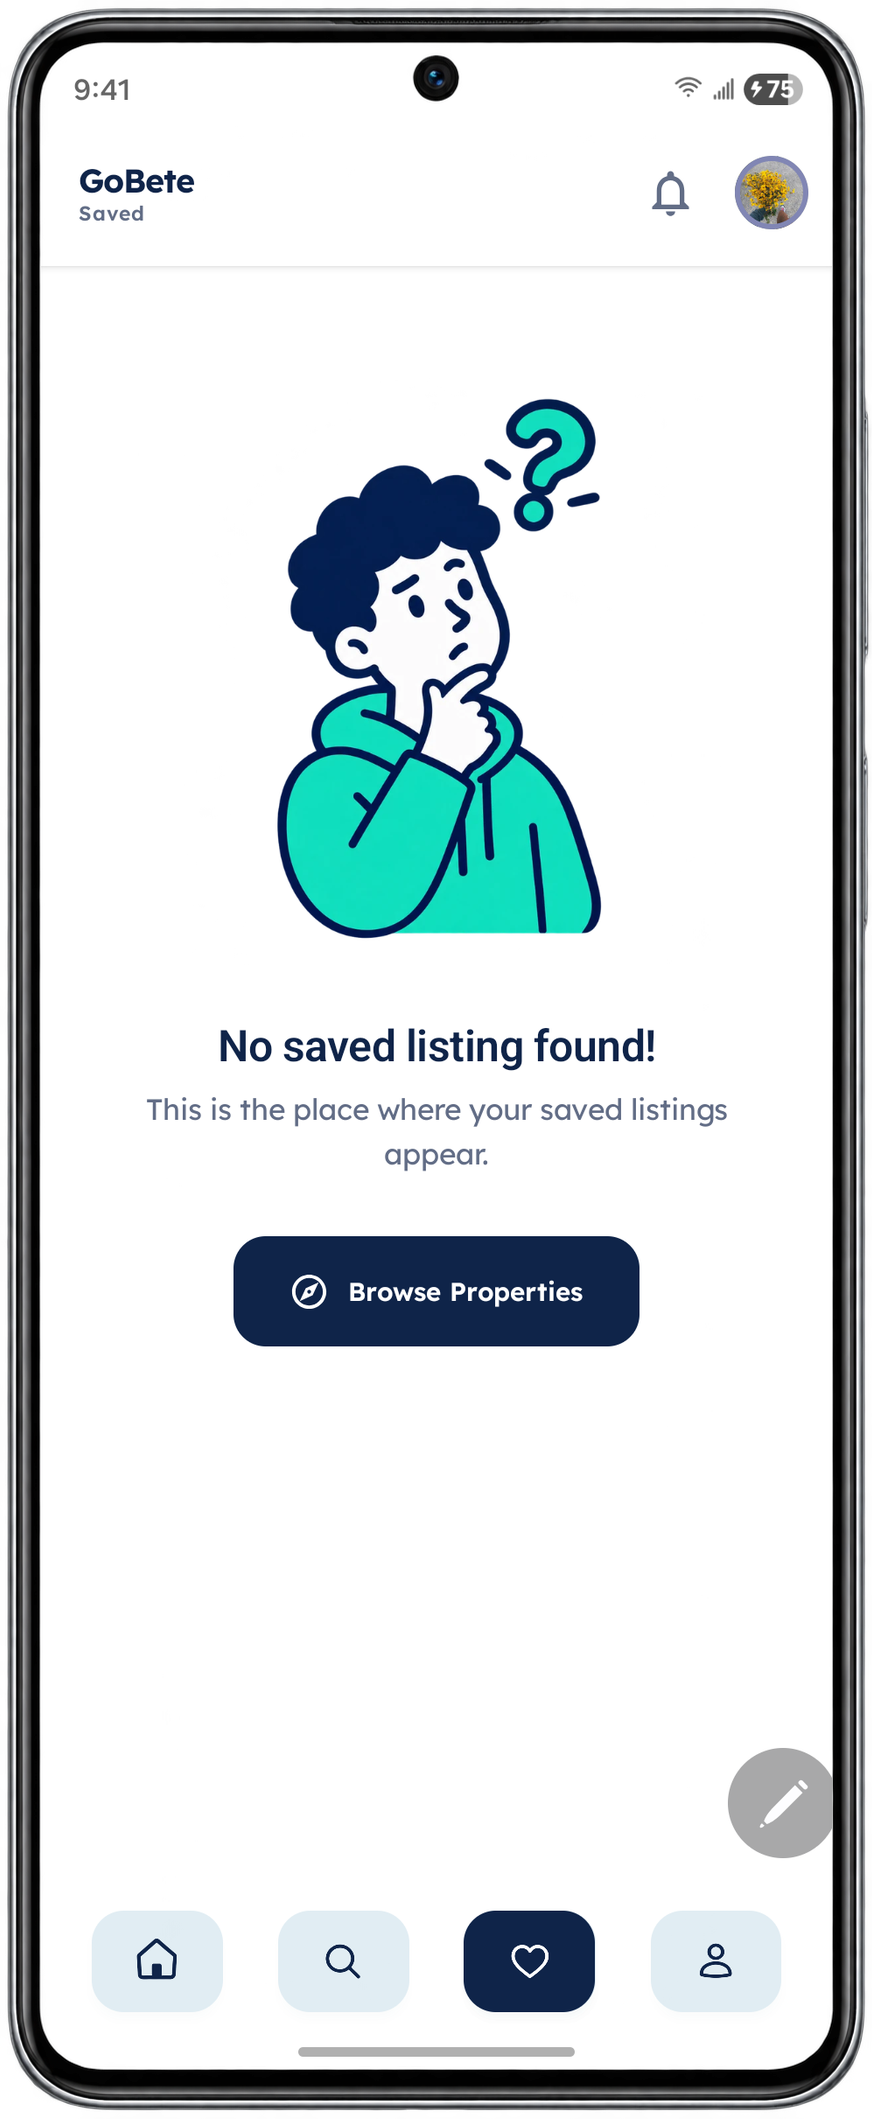 9:41
75
GoBete
Saved
?
No saved listing found!
This is the place where your saved listings
appear.
Browse Properties